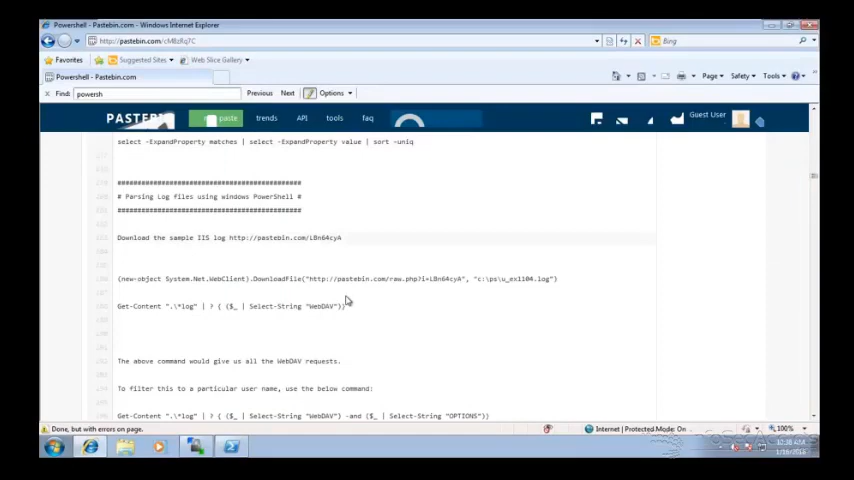 Powershell - Pastebin.com - Windows Internet Explorer
http://pastebin.com/cMBzRq7C
Bing
Favorites Suggested Sites Web Slice Gallery
Powershell - Pastebin.com
Page Safety Tools
Find: powersh Previous Next Options
PASTEBIN paste trends API tools faq Guest User
select -ExpandProperty matches | select -ExpandProperty value | sort -uniq
#############################################
# Parsing Log files using windows PowerShell #
#############################################
Download the sample IIS log http://pastebin.com/LBn64cyA
(new-object System.Net.WebClient).DownloadFile("http://pastebin.com/raw.php?i=LBn64cyA", "c:\ps\u_ex1104.log")
Get-Content ".\*log" | ? { ($_ | Select-String "WebDAV")}
The above command would give us all the WebDAV requests.
To filter this to a particular user name, use the below command:
Get-Content ".\*log" | ? { ($_ | Select-String "WebDAV") -and ($_ | Select-String "OPTIONS")}
Done, but with errors on page. Internet | Protected Mode: On 100%